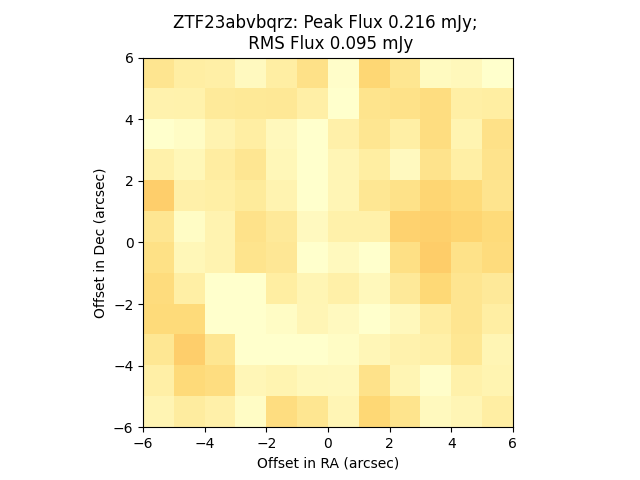 ZTF23abvbqrz: Peak Flux 0.216 mJy;
RMS Flux 0.095 mJy
6
4
2
0
−2
−4
−6
Offset in Dec (arcsec)
−6 −4 −2 0 2 4 6
Offset in RA (arcsec)